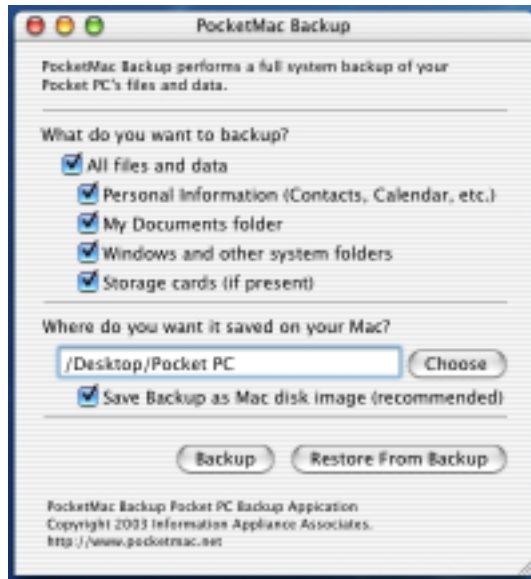 PocketMac Backup
PocketMac Backup performs a full system backup of your
Pocket PC's files and data.
What do you want to backup?
All files and data
Personal Information (Contacts, Calendar, etc.)
My Documents folder
Windows and other system folders
Storage cards (if present)
Where do you want it saved on your Mac?
/Desktop/Pocket PC
Choose
Save Backup as Mac disk image (recommended)
Backup
Restore From Backup
PocketMac Backup Pocket PC Backup Appication
Copyright 2003 Information Appliance Associates.
http://www.pocketmac.net